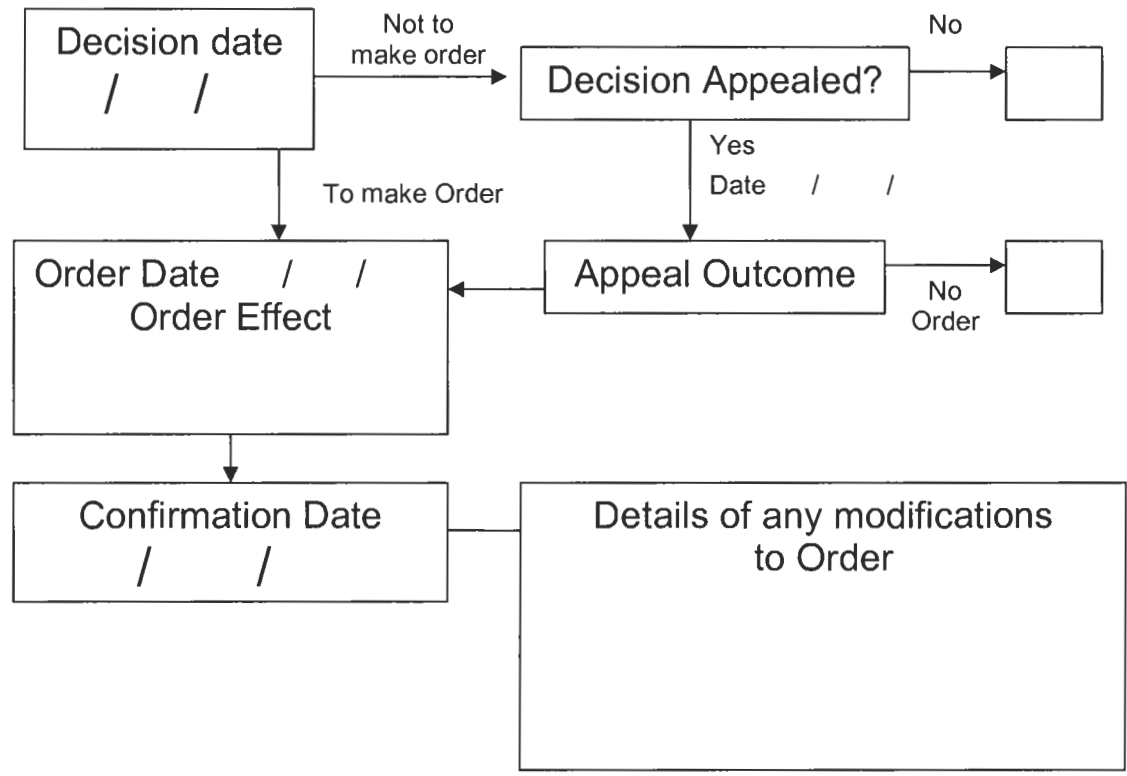 Decision date
/ /
Not to
make order
Decision Appealed?
No
Yes
Date / /
To make Order
Order Date / /
Order Effect
Appeal Outcome
No
Order
Confirmation Date
/ /
Details of any modifications
to Order